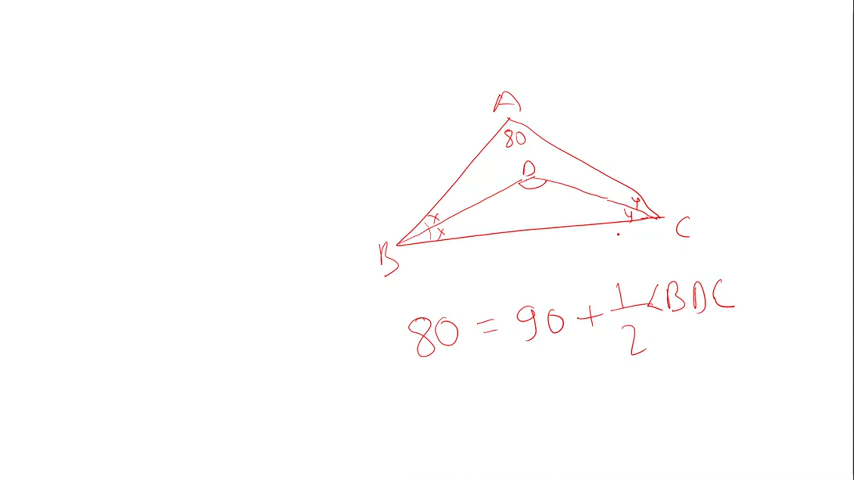 A
80
D
x
x
y
y
B
C
80 = 90 + 1/2 <BDC